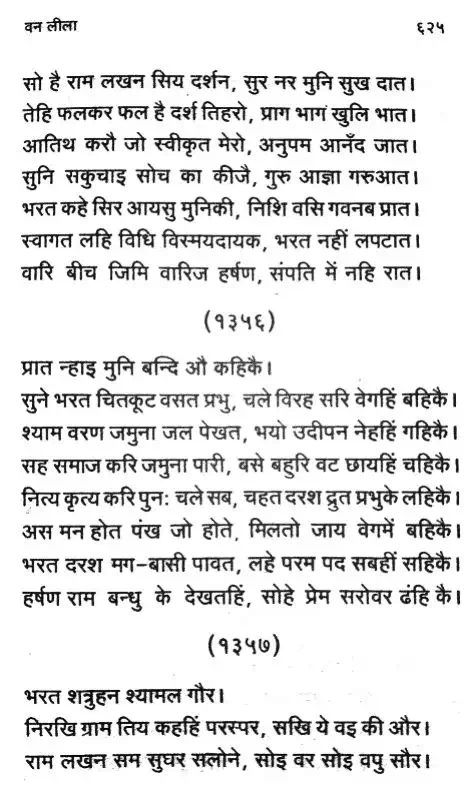 वन लीला ६२५
सो है राम लखन सिय दर्शन, सुर नर मुनि सुख दात।
तेहि फलकर फल है दर्श तिहरो, प्राग भाग खुलि भात।
आतिथ करौ जो स्वीकृत मेरो, अनुपम आनँद जात।
सुनि सकुचाइ सोच का कीजै, गुरु आज्ञा गरुआत।
भरत कहे सिर आयसु मुनिकी, निशि वसि गवनब प्रात।
स्वागत लहि विधि विस्मयदायक, भरत नहीं लपटात।
वारि बीच जिमि वारिज हर्षण, संपति में नहि रात।
(१३५६)
प्रात न्हाइ मुनि बन्दि औ कहिकै।
सुने भरत चितकूट वसत प्रभु, चले विरह सरि वेगहिं बहिकै।
श्याम वरण जमुना जल पेखत, भयो उदीपन नेहहिं गहिकै।
सह समाज करि जमुना पारी, बसे बहुरि वट छायहिं चहिकै।
नित्य कृत्य करि पुनः चले सब, चहत दरश द्रुत प्रभुके लहिकै।
अस मन होत पंख जो होते, मिलतो जाय वेगमें बहिकै।
भरत दरश मग-बासी पावत, लहे परम पद सबहीं सहिकै।
हर्षण राम बन्धु के देखतहिं, सोहे प्रेम सरोवर ढंहि कै।
(१३५७)
भरत शत्रुहन श्यामल गौर।
निरखि ग्राम तिय कहहिं परस्पर, सखि ये वइ की और।
राम लखन सम सुघर सलोने, सोइ वर सोइ वपु सौर।